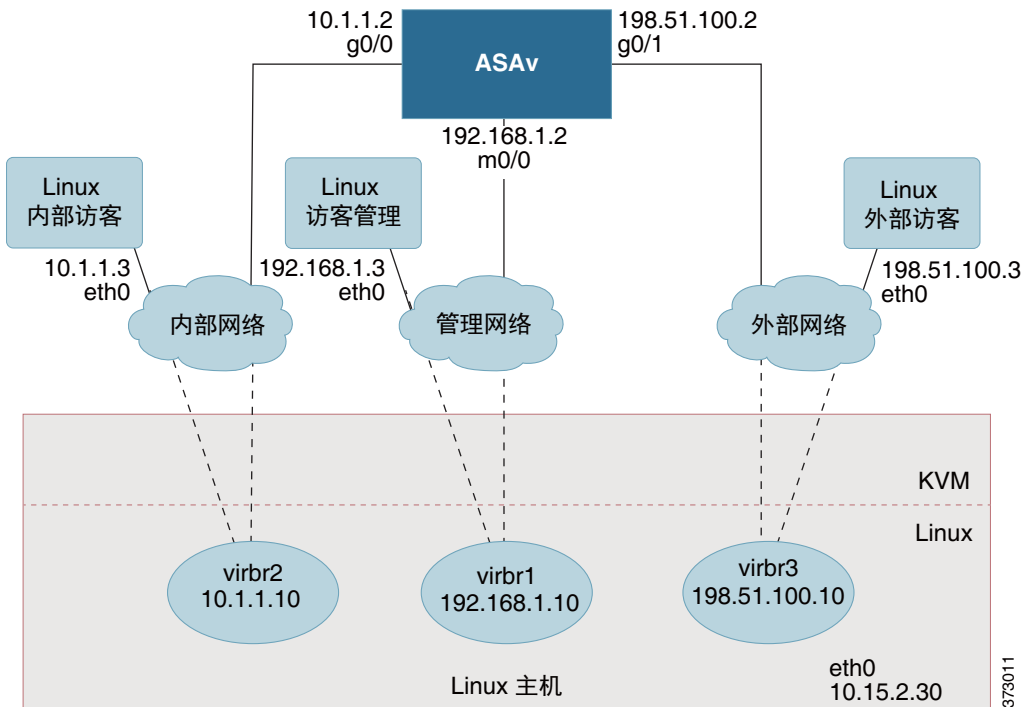 10.1.1.2
g0/0
ASAv
198.51.100.2
g0/1
192.168.1.2
m0/0
Linux
内部访客
Linux
访客管理
Linux
外部访客
10.1.1.3
eth0
192.168.1.3
eth0
198.51.100.3
eth0
内部网络
管理网络
外部网络
KVM
Linux
virbr2
10.1.1.10
virbr1
192.168.1.10
virbr3
198.51.100.10
Linux 主机
eth0
10.15.2.30
373011